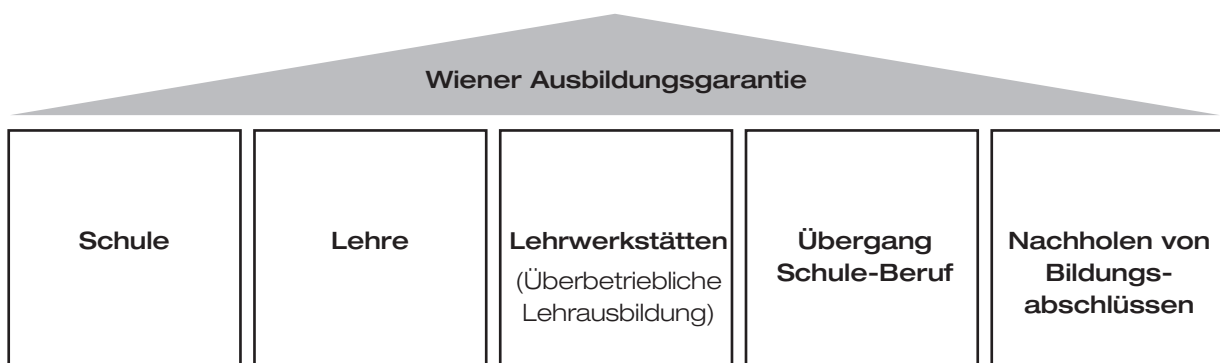 Wiener Ausbildungsgarantie
Schule
Lehre
Lehrwerkstätten
(Überbetriebliche
Lehrausbildung)
Übergang
Schule-Beruf
Nachholen von
Bildungs-
abschlüssen